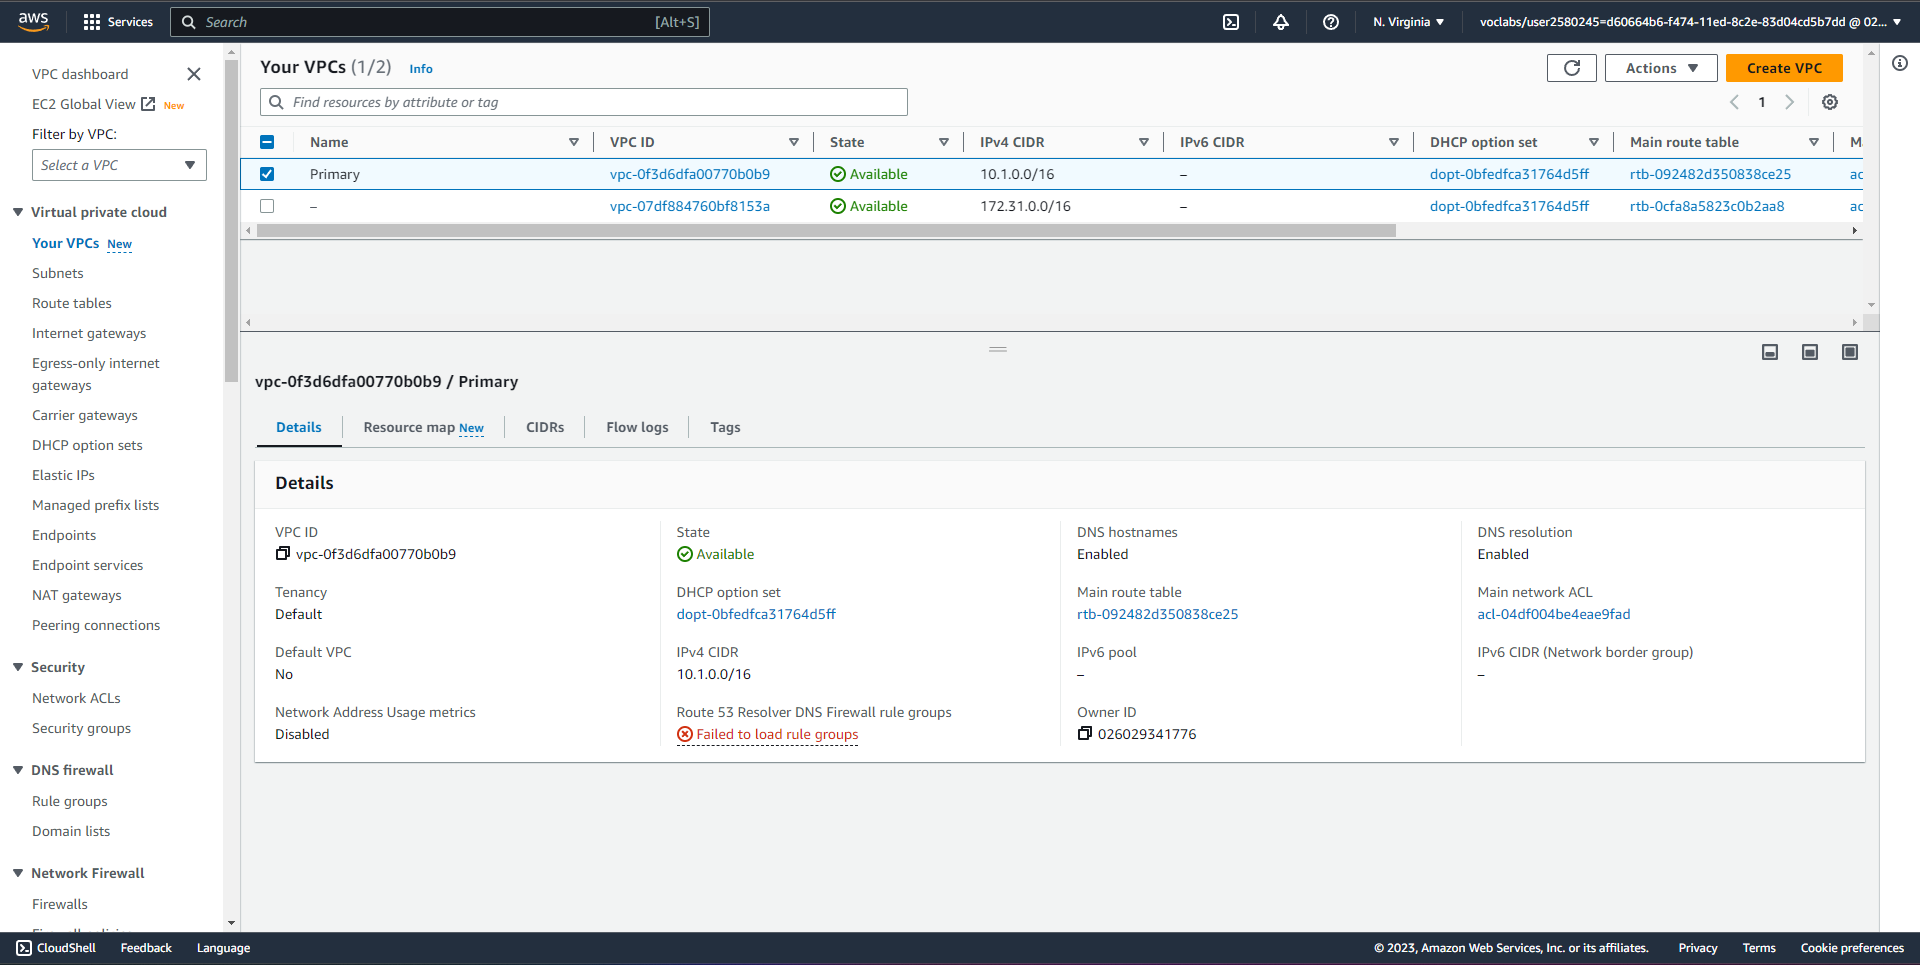 aws
Services
Search
[Alt+S]
N. Virginia
voclabs/user2580245=d60664b6-f474-11ed-8c2e-83d04cd5b7dd @ 02...
VPC dashboard
EC2 Global View New
Filter by VPC:
Select a VPC
Virtual private cloud
Your VPCs New
Subnets
Route tables
Internet gateways
Egress-only internet
gateways
Carrier gateways
DHCP option sets
Elastic IPs
Managed prefix lists
Endpoints
Endpoint services
NAT gateways
Peering connections
Security
Network ACLs
Security groups
DNS firewall
Rule groups
Domain lists
Network Firewall
Firewalls
Your VPCs (1/2) Info
Actions
Create VPC
Find resources by attribute or tag
1
Name VPC ID State IPv4 CIDR IPv6 CIDR DHCP option set Main route table M
Primary vpc-0f3d6dfa00770b0b9 Available 10.1.0.0/16 – dopt-0bfedfca31764d5ff rtb-092482d350838ce25 ac
– vpc-07df884760bf8153a Available 172.31.0.0/16 – dopt-0bfedfca31764d5ff rtb-0cfa8a5823c0b2aa8 ac
vpc-0f3d6dfa00770b0b9 / Primary
Details Resource map New CIDRs Flow logs Tags
Details
VPC ID
vpc-0f3d6dfa00770b0b9
State
Available
DNS hostnames
Enabled
DNS resolution
Enabled
Tenancy
Default
DHCP option set
dopt-0bfedfca31764d5ff
Main route table
rtb-092482d350838ce25
Main network ACL
acl-04df004be4eae9fad
Default VPC
No
IPv4 CIDR
10.1.0.0/16
IPv6 pool
–
IPv6 CIDR (Network border group)
–
Network Address Usage metrics
Disabled
Route 53 Resolver DNS Firewall rule groups
Failed to load rule groups
Owner ID
026029341776
CloudShell Feedback Language
© 2023, Amazon Web Services, Inc. or its affiliates. Privacy Terms Cookie preferences